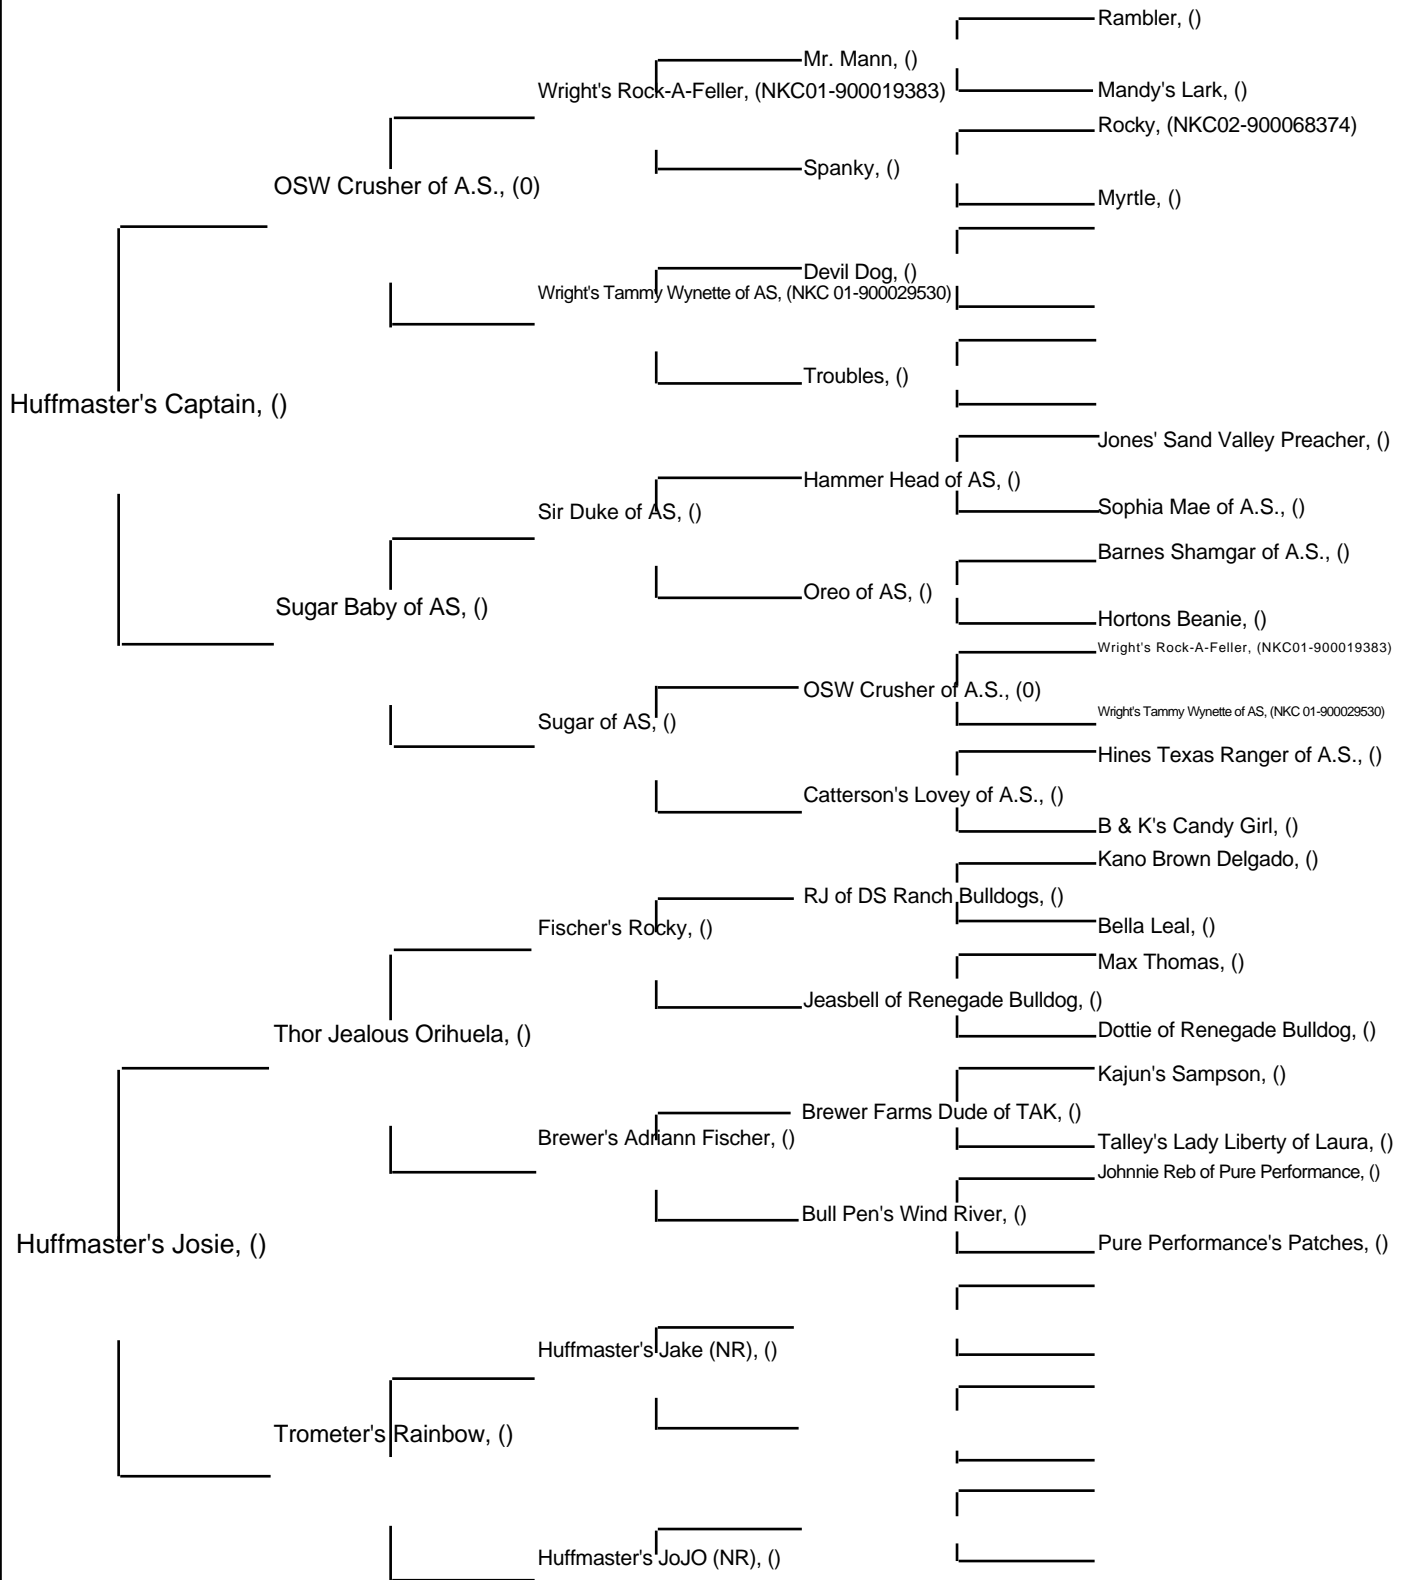 Rambler, ()
Mr. Mann, ()
Wright's Rock-A-Feller, (NKC01-900019383)
Mandy's Lark, ()
Rocky, (NKC02-900068374)
Spanky, ()
OSW Crusher of A.S., (0)
Myrtle, ()
Devil Dog, ()
Wright's Tammy Wynette of AS, (NKC 01-900029530)
Troubles, ()
Huffmaster's Captain, ()
Jones' Sand Valley Preacher, ()
Hammer Head of AS, ()
Sir Duke of AS, ()
Sophia Mae of A.S., ()
Barnes Shamgar of A.S., ()
Oreo of AS, ()
Sugar Baby of AS, ()
Hortons Beanie, ()
Wright's Rock-A-Feller, (NKC01-900019383)
OSW Crusher of A.S., (0)
Sugar of AS, ()
Wright's Tammy Wynette of AS, (NKC 01-900029530)
Hines Texas Ranger of A.S., ()
Catterson's Lovey of A.S., ()
B & K's Candy Girl, ()
Kano Brown Delgado, ()
RJ of DS Ranch Bulldogs, ()
Fischer's Rocky, ()
Bella Leal, ()
Max Thomas, ()
Jeasbell of Renegade Bulldog, ()
Thor Jealous Orihuela, ()
Dottie of Renegade Bulldog, ()
Kajun's Sampson, ()
Brewer Farms Dude of TAK, ()
Brewer's Adriann Fischer, ()
Talley's Lady Liberty of Laura, ()
Johnnie Reb of Pure Performance, ()
Bull Pen's Wind River, ()
Huffmaster's Josie, ()
Pure Performance's Patches, ()
Huffmaster's Jake (NR), ()
Trometer's Rainbow, ()
Huffmaster's JoJO (NR), ()